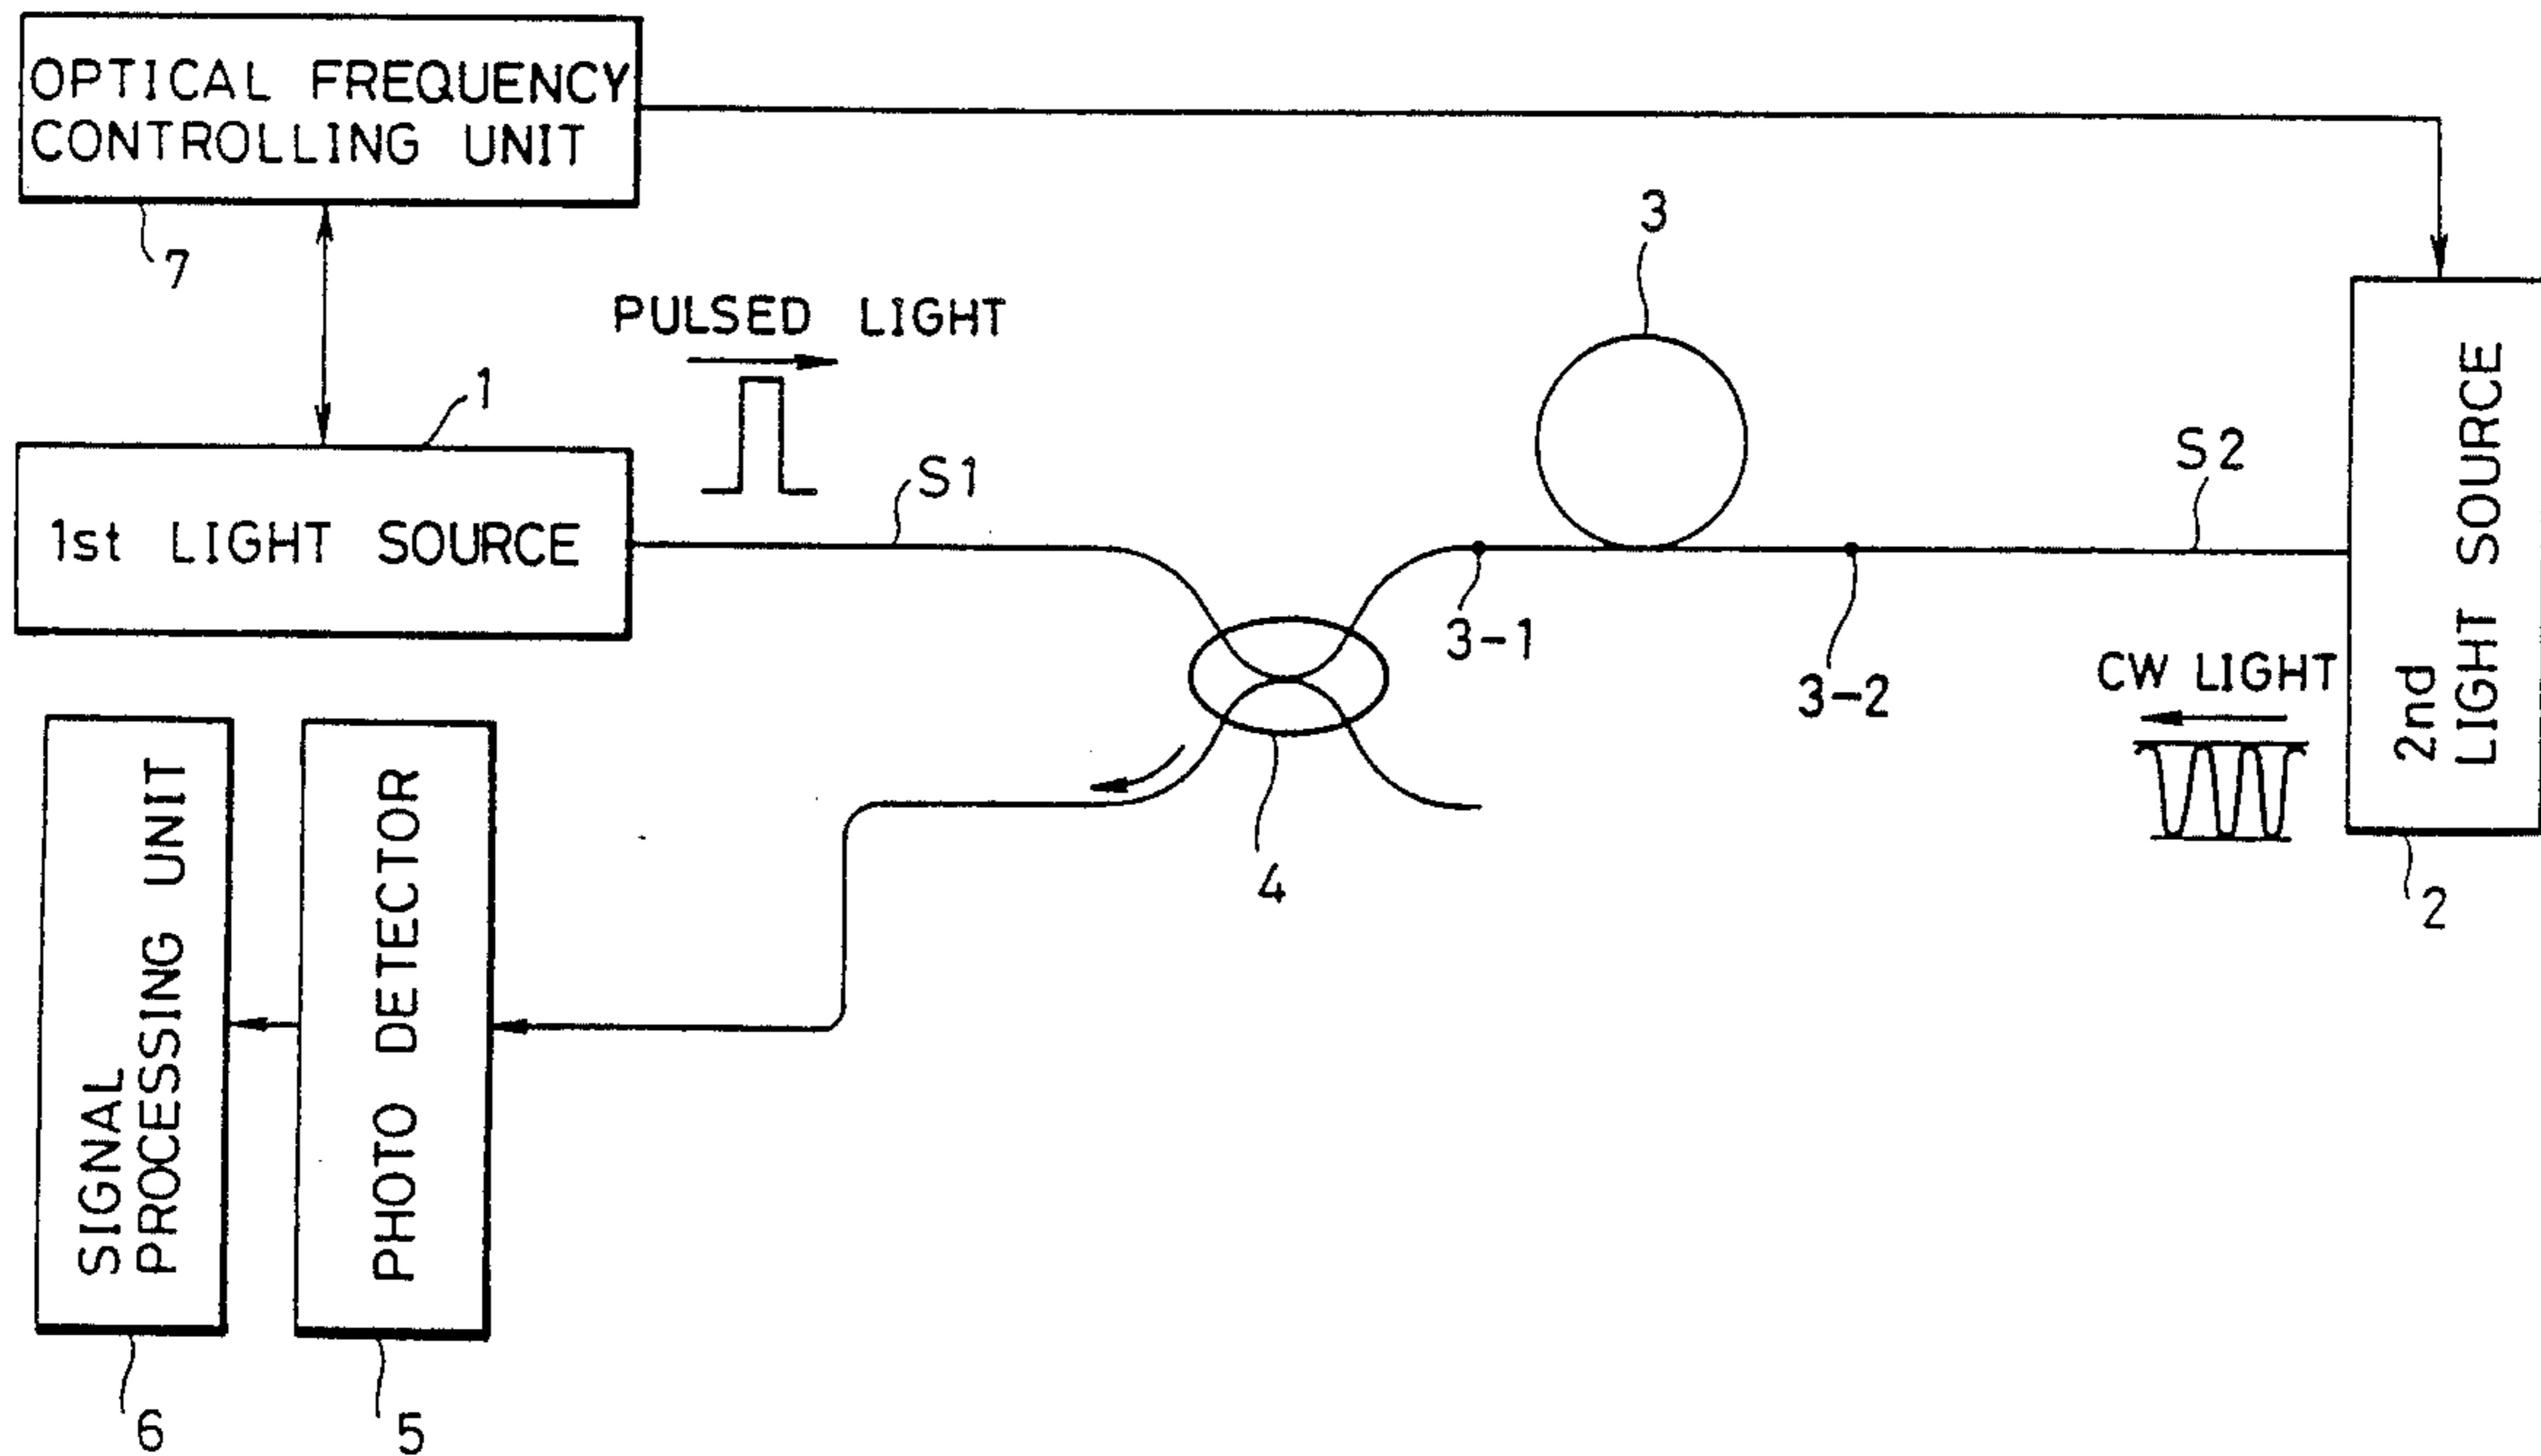 OPTICAL FREQUENCY
CONTROLLING UNIT
7
3
PULSED LIGHT
1
1st LIGHT SOURCE
S1
S2
3-1
3-2
CW LIGHT
2nd
LIGHT SOURCE
2
4
SIGNAL
PROCESSING UNIT
PHOTO DETECTOR
6
5